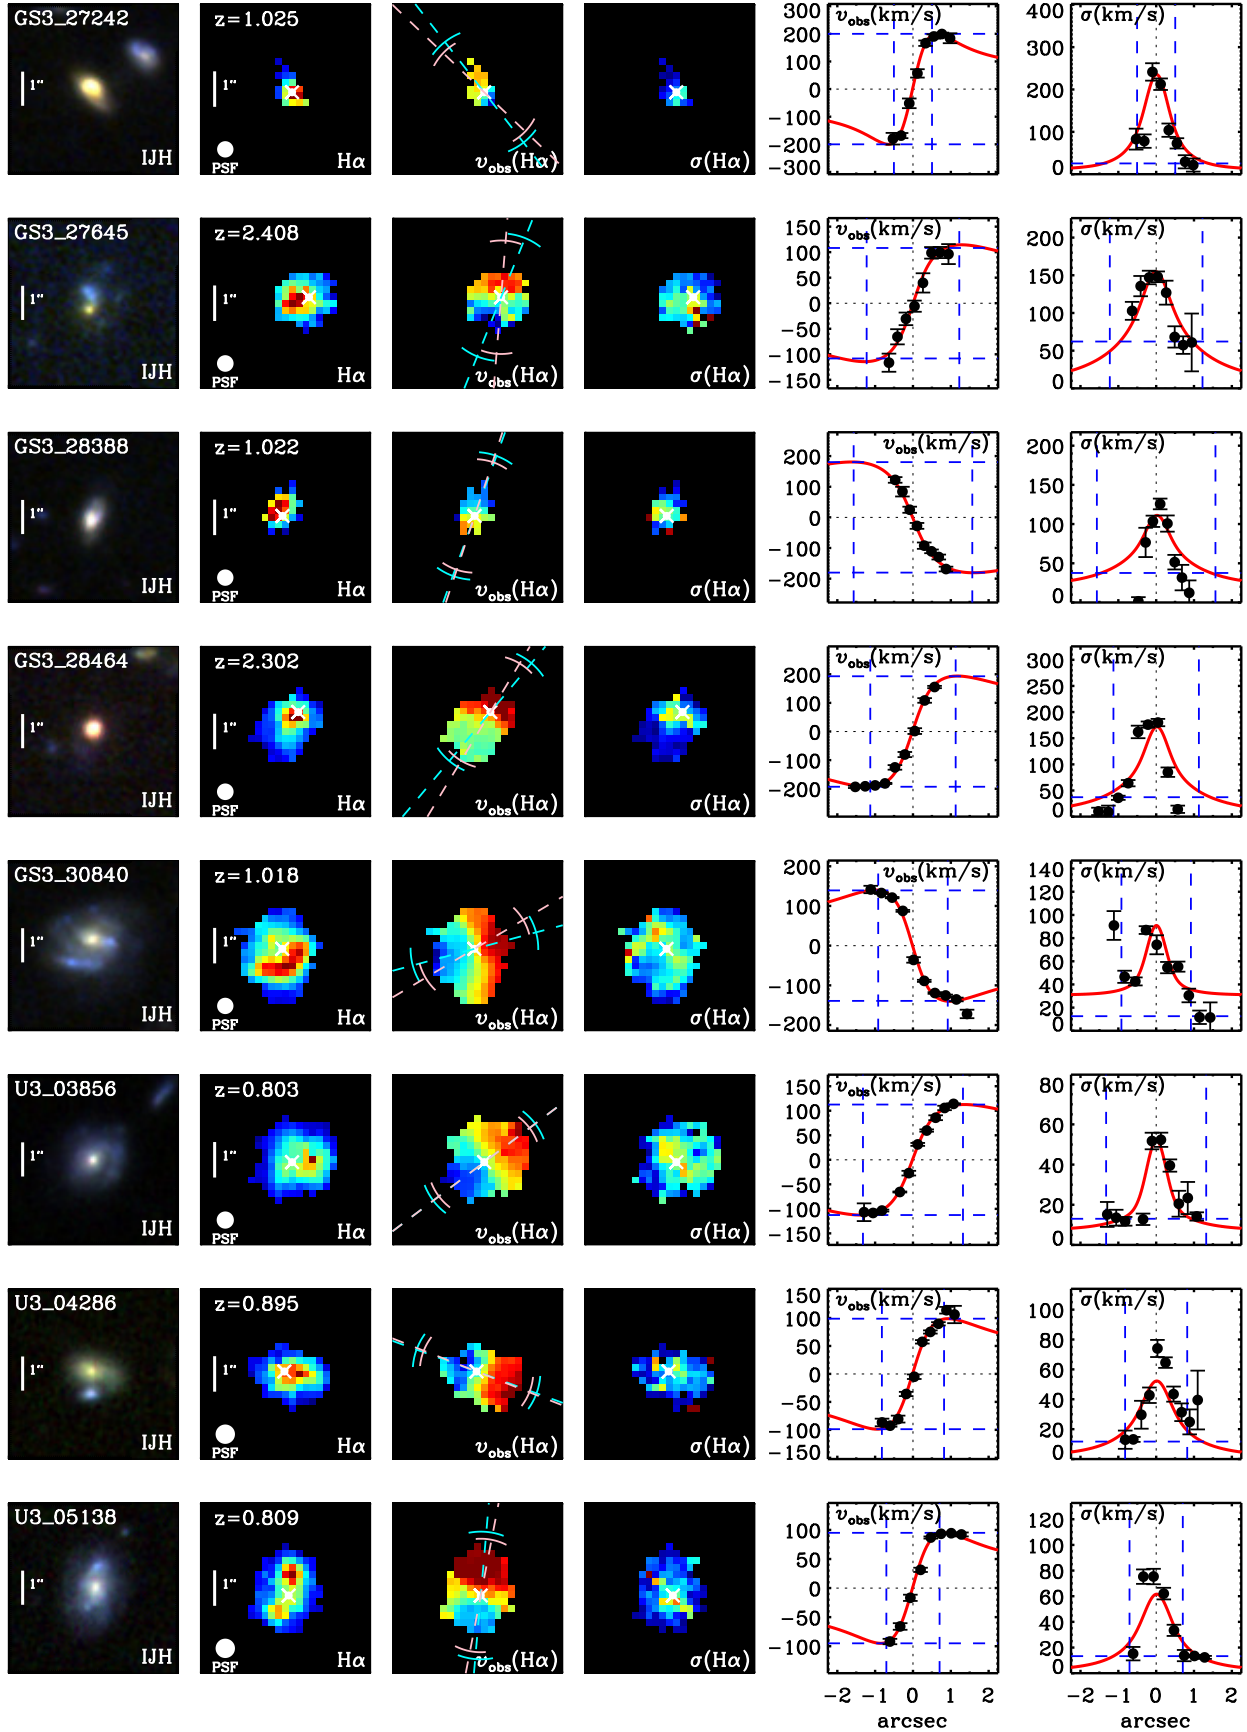 GS3_27242 z=1.025 v_obs(km/s) σ(km/s)
1" 1" IJH PSF Hα v_obs(Hα) σ(Hα)
300 200 100 0 -100 -200 -300
400 300 200 100 0
GS3_27645 z=2.408 v_obs(km/s) σ(km/s)
1" 1" IJH PSF Hα v_obs(Hα) σ(Hα)
150 100 50 0 -50 -100 -150
200 150 100 50 0
GS3_28388 z=1.022 v_obs(km/s) σ(km/s)
1" 1" IJH PSF Hα v_obs(Hα) σ(Hα)
200 100 0 -100 -200
200 150 100 50 0
GS3_28464 z=2.302 v_obs(km/s) σ(km/s)
1" 1" IJH PSF Hα v_obs(Hα) σ(Hα)
200 100 0 -100 -200
300 250 200 150 100 50 0
GS3_30840 z=1.018 v_obs(km/s) σ(km/s)
1" 1" IJH PSF Hα v_obs(Hα) σ(Hα)
200 100 0 -100 -200
140 120 100 80 60 40 20 0
U3_03856 z=0.803 v_obs(km/s) σ(km/s)
1" 1" IJH PSF Hα v_obs(Hα) σ(Hα)
150 100 50 0 -50 -100 -150
80 60 40 20 0
U3_04286 z=0.895 v_obs(km/s) σ(km/s)
1" 1" IJH PSF Hα v_obs(Hα) σ(Hα)
150 100 50 0 -50 -100 -150
100 80 60 40 20 0
U3_05138 z=0.809 v_obs(km/s) σ(km/s)
1" 1" IJH PSF Hα v_obs(Hα) σ(Hα)
100 50 0 -50 -100
120 100 80 60 40 20 0
-2 -1 0 1 2 -2 -1 0 1 2
arcsec arcsec